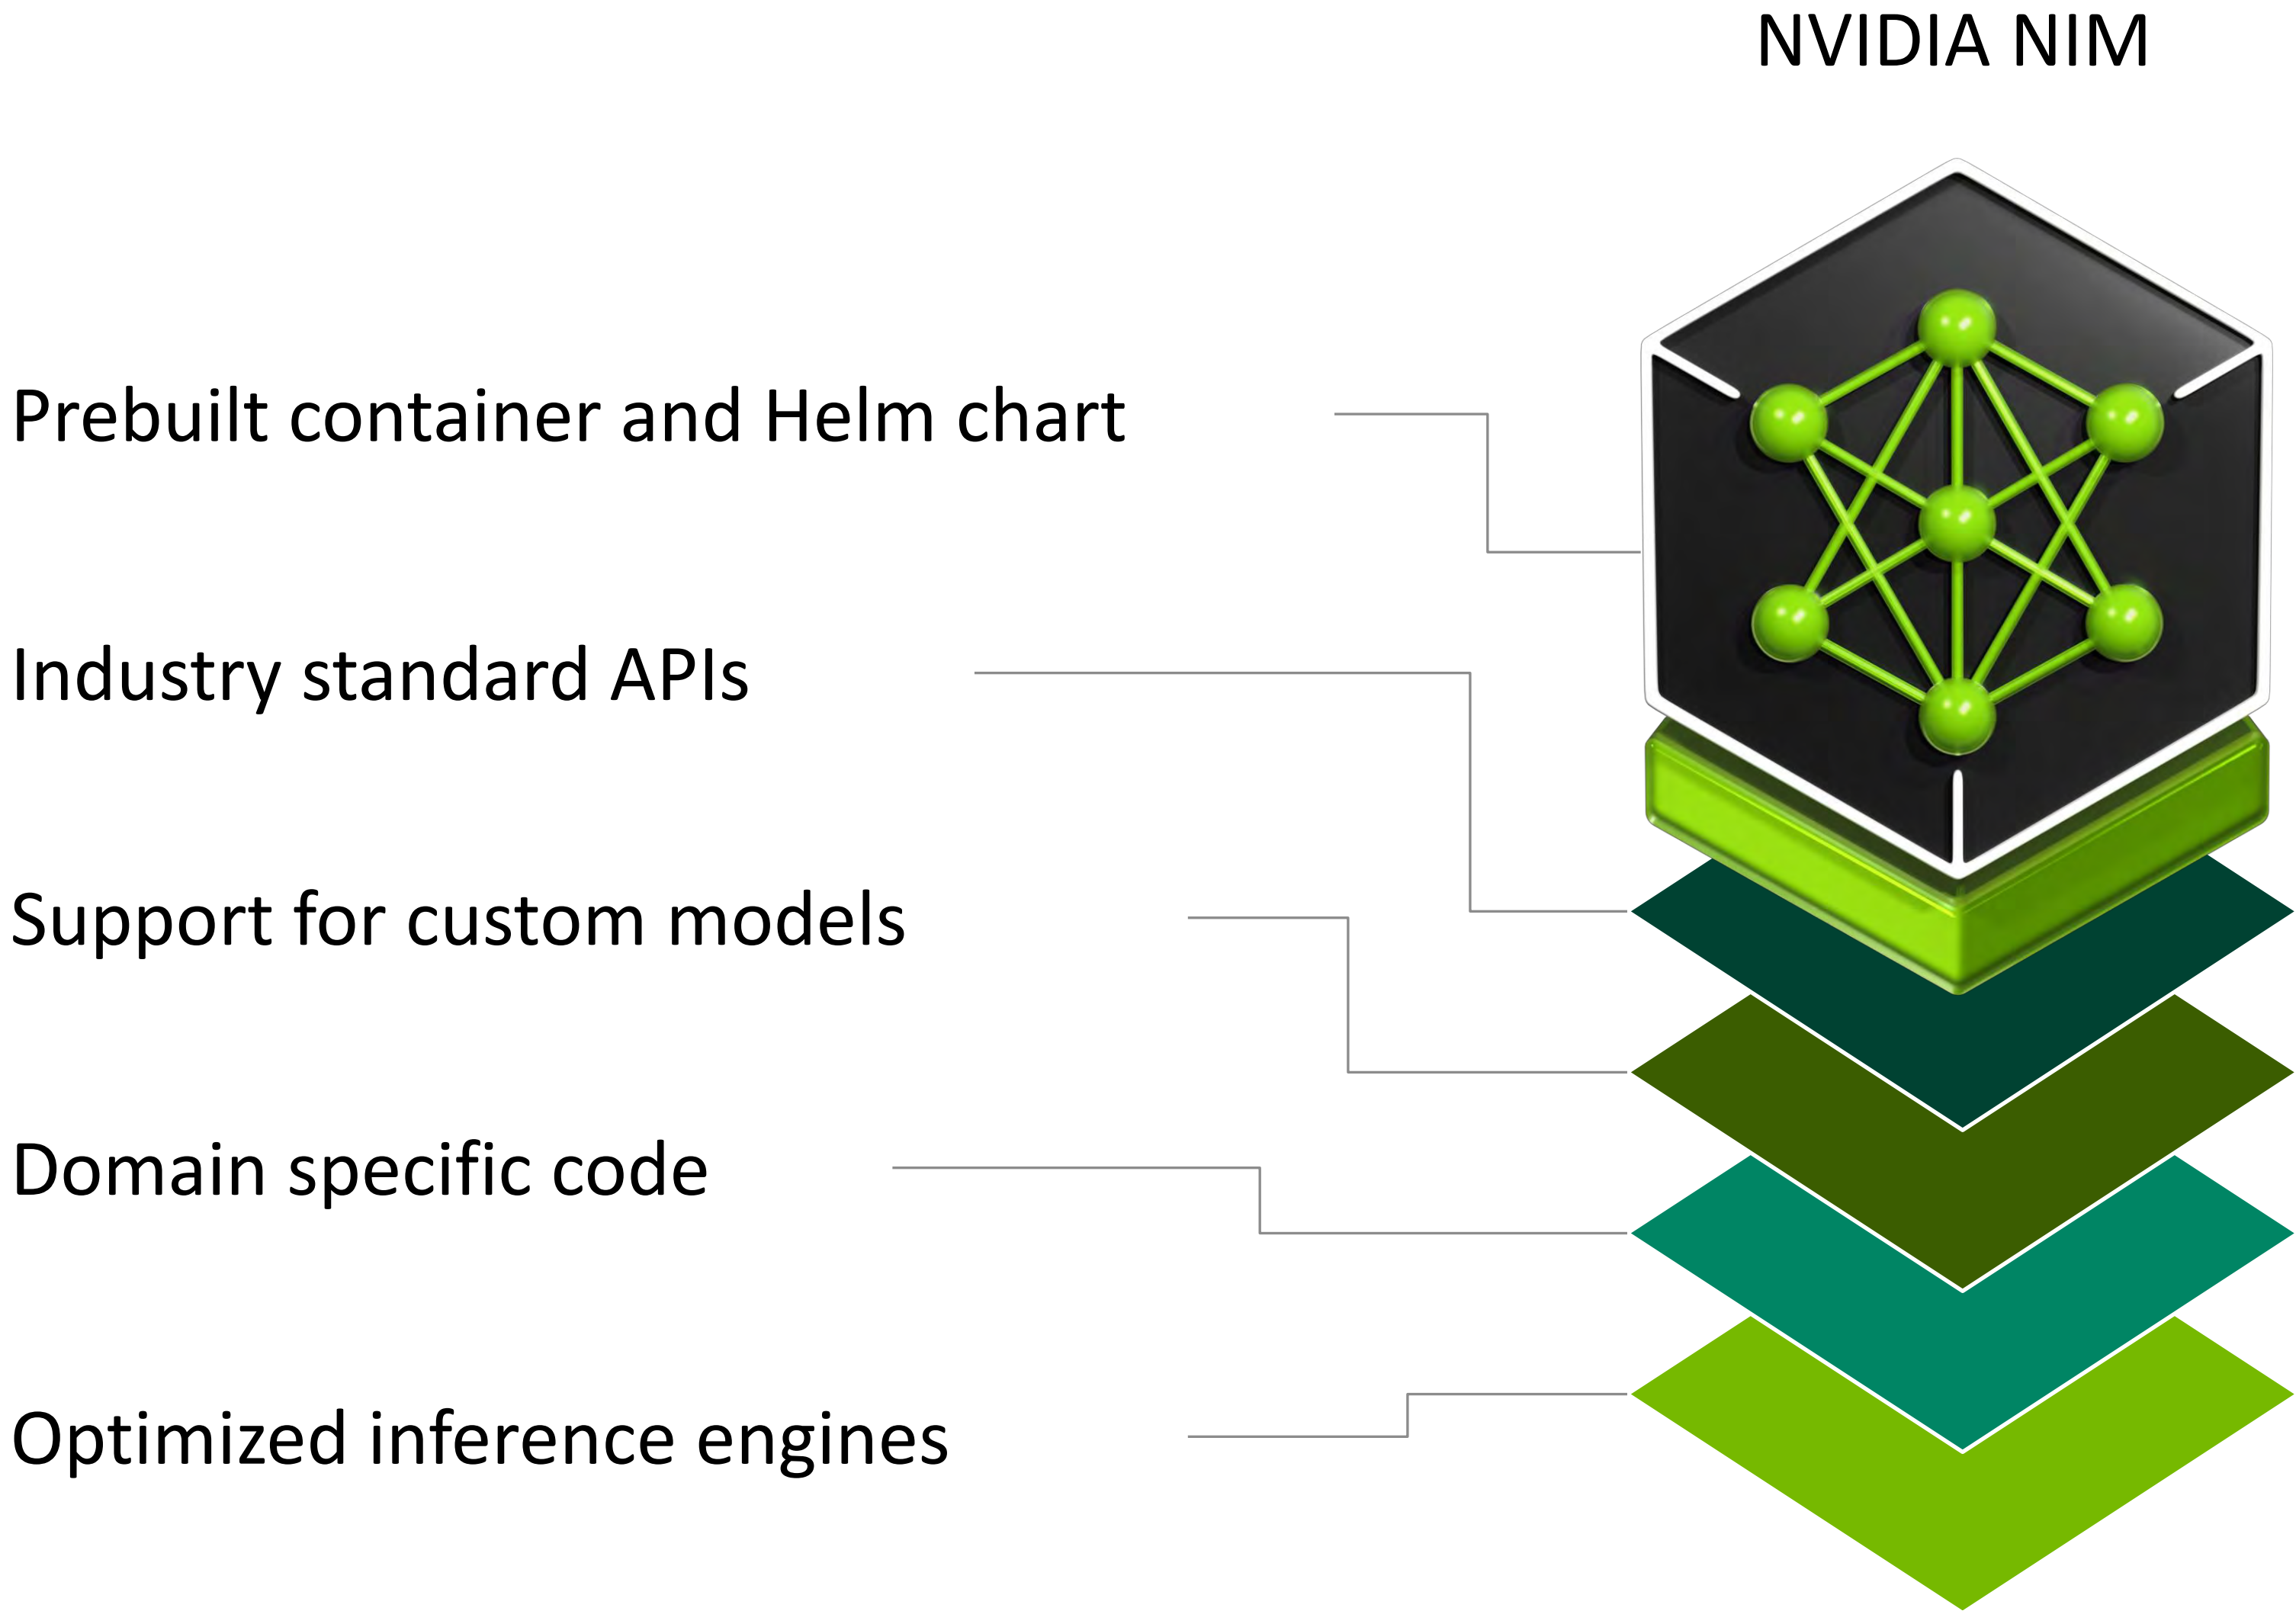 NVIDIA NIM
Prebuilt container and Helm chart
Industry standard APIs
Support for custom models
Domain specific code
Optimized inference engines